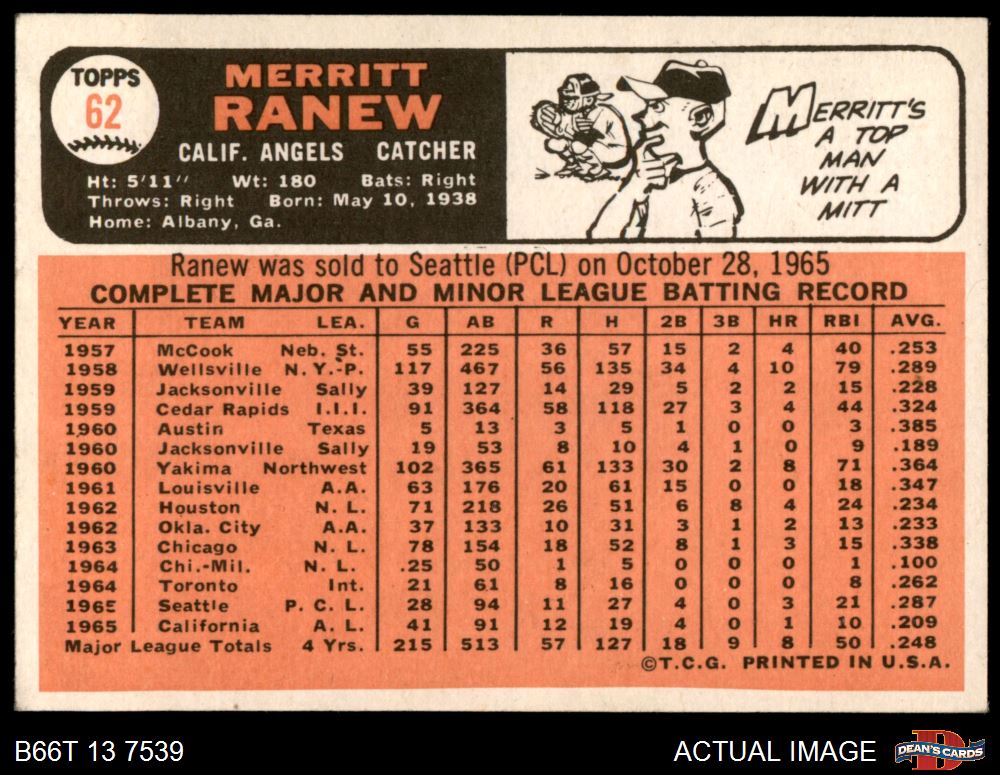 TOPPS
62
MERRITT
RANEW
CALIF. ANGELS CATCHER
Ht: 5'11" Wt: 180 Bats: Right
Throws: Right Born: May 10, 1938
Home: Albany, Ga.
MERRITT'S
A TOP
MAN
WITH A
MITT
Ranew was sold to Seattle (PCL) on October 28, 1965
COMPLETE MAJOR AND MINOR LEAGUE BATTING RECORD
YEAR TEAM LEA. G AB R H 2B 3B HR RBI AVG.
1957 McCook Neb. St. 55 225 36 57 15 2 4 40 .253
1958 Wellsville N.Y.-P. 117 467 56 135 34 4 10 79 .289
1959 Jacksonville Sally 39 127 14 29 5 2 2 15 .228
1959 Cedar Rapids I.I.I. 91 364 58 118 27 3 4 44 .324
1960 Austin Texas 5 13 3 5 1 0 0 3 .385
1960 Jacksonville Sally 19 53 8 10 4 1 0 9 .189
1960 Yakima Northwest 102 365 61 133 30 2 8 71 .364
1961 Louisville A.A. 63 176 20 61 15 0 0 18 .347
1962 Houston N. L. 71 218 26 51 6 8 4 24 .234
1962 Okla. City A.A. 37 133 10 31 3 1 2 13 .233
1963 Chicago N. L. 78 154 18 52 8 1 3 15 .338
1964 Chi.-Mil. N. L. .25 50 1 5 0 0 0 1 .100
1964 Toronto Int. 21 61 8 16 0 0 0 8 .262
1965 Seattle P. C. L. 28 94 11 27 4 0 3 21 .287
1965 California A. L. 41 91 12 19 4 0 1 10 .209
Major League Totals 4 Yrs. 215 513 57 127 18 9 8 50 .248
©T.C.G. PRINTED IN U.S.A.
B66T 13 7539 ACTUAL IMAGE
DEAN'S CARDS